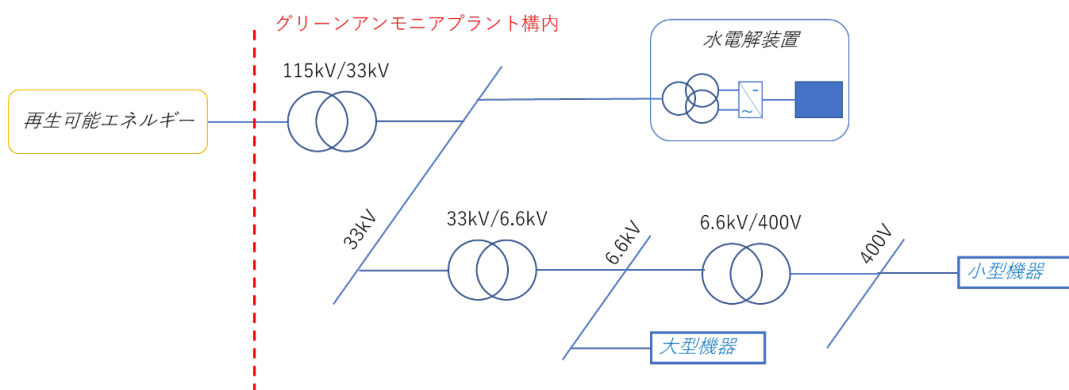 グリーンアンモニアプラント構内
水電解装置
115kV/33kV
再生可能エネルギー
-
~
33kV
33kV/6.6kV
6.6kV
6.6kV/400V
400V
小型機器
大型機器